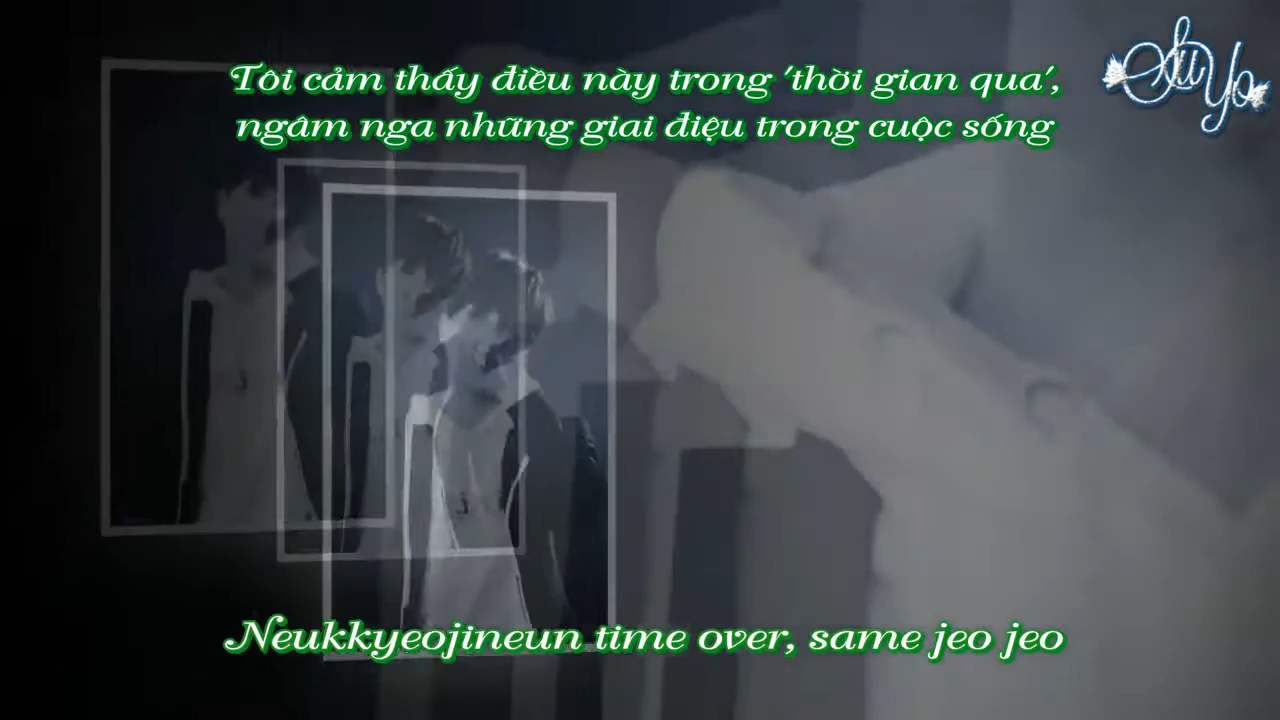 Tôi cảm thấy điều này trong 'thời gian qua',
ngâm nga những giai điệu trong cuộc sống
SuYo
Neukkyeojineun time over, same jeo jeo